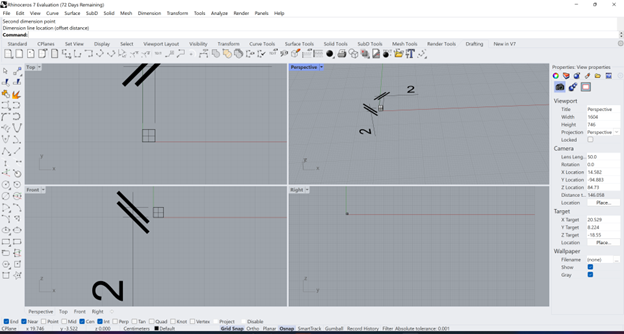 Rhinoceros 7 Evaluation (72 Days Remaining)
File Edit View Curve Surface SubD Solid Mesh Dimension Transform Tools Analyze Render Panels Help
Second dimension point
Dimension line location (offset distance)
Command:
Standard CPlanes Set View Display Select Viewport Layout Visibility Transform Curve Tools Surface Tools Solid Tools SubD Tools Mesh Tools Render Tools Drafting New in V7
Top
Perspective
Properties: View properties
2
2
Viewport
Title Perspective
Width 1604
Height 746
Projection Perspective
Locked
Camera
Lens Leng... 50.0
Rotation 0.0
X Location 14.582
Y Location -94.883
Z Location 84.73
Distance t... 146.058
Location Place...
Target
X Target 20.529
Y Target 8.224
Z Target -18.55
Location Place...
Wallpaper
Filename (none)
Show
Gray
y
x
z
y
x
Front
Right
2
z
x
z
y
Perspective Top Front Right
End Near Point Mid Cen Int Perp Tan Quad Knot Vertex Project Disable
CPlane x 19.746 y -3.522 z 0.000 Centimeters Default Grid Snap Ortho Planar Osnap SmartTrack Gumball Record History Filter Absolute tolerance: 0.001